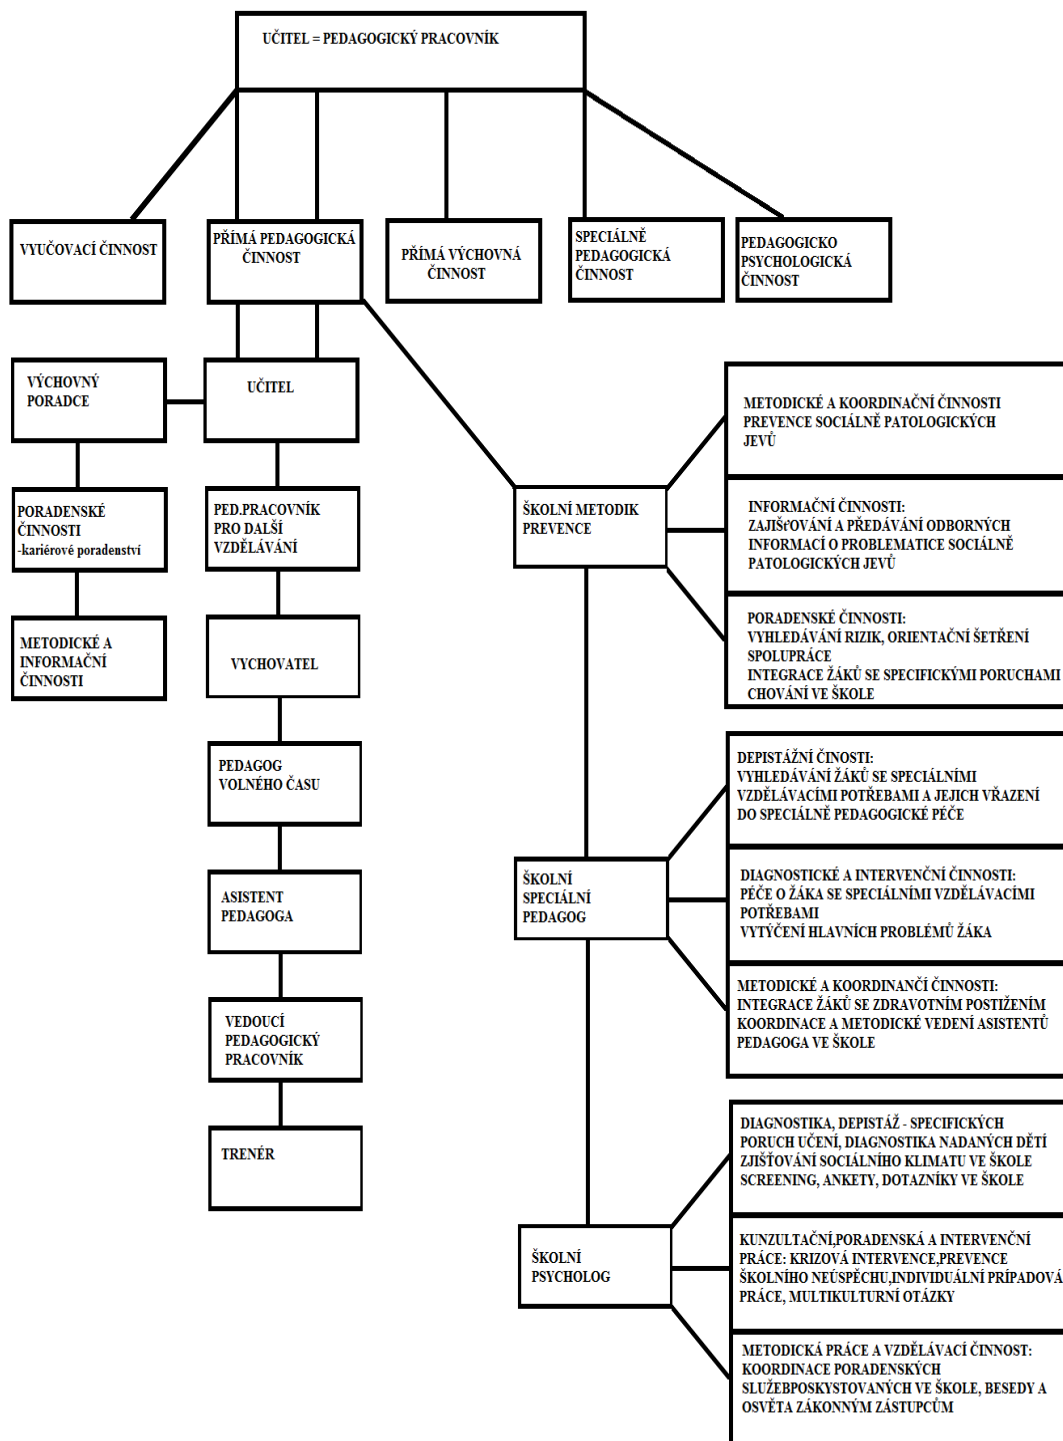 UČITEL = PEDAGOGICKÝ PRACOVNÍK
VYUČOVACÍ ČINNOST
PŘÍMÁ PEDAGOGICKÁ
ČINNOST
PŘÍMÁ VÝCHOVNÁ
ČINNOST
SPECIÁLNĚ
PEDAGOGICKÁ
ČINNOST
PEDAGOGICKO
PSYCHOLOGICKÁ
ČINNOST
VÝCHOVNÝ
PORADCE
UČITEL
PORADENSKÉ
ČINNOSTI
-kariérové poradenství
PED.PRACOVNÍK
PRO DALŠÍ
VZDĚLÁVÁNÍ
METODICKÉ A
INFORMAČNÍ
ČINNOSTI
VYCHOVATEL
PEDAGOG
VOLNÉHO ČASU
ASISTENT
PEDAGOGA
VEDOUCÍ
PEDAGOGICKÝ
PRACOVNÍK
TRENÉR
ŠKOLNÍ METODIK
PREVENCE
METODICKÉ A KOORDINAČNÍ ČINNOSTI
PREVENCE SOCIÁLNĚ PATOLOGICKÝCH
JEVŮ
INFORMAČNÍ ČINNOSTI:
ZAJIŠťOVÁNÍ A PŘEDÁVÁNÍ ODBORNÝCH
INFORMACÍ O PROBLEMATICE SOCIÁLNĚ
PATOLOGICKÝCH JEVŮ
PORADENSKÉ ČINNOSTI:
VYHLEDÁVÁNÍ RIZIK, ORIENTAČNÍ ŠETŘENÍ
SPOLUPRÁCE
INTEGRACE ŽÁKŮ SE SPECIFICKÝMI PORUCHAMI
CHOVÁNÍ VE ŠKOLE
ŠKOLNÍ
SPECIÁLNÍ
PEDAGOG
DEPISTÁŽNÍ ČINOSTI:
VYHLEDÁVÁNÍ ŽÁKŮ SE SPECIÁLNÍMI
VZDĚLÁVACÍMI POTŘEBAMI A JEJICH VŘAZENÍ
DO SPECIÁLNĚ PEDAGOGICKÉ PÉČE
DIAGNOSTICKÉ A INTERVENČNÍ ČINNOSTI:
PÉČE O ŽÁKA SE SPECIÁLNÍMI VZDĚLÁVACÍMI
POTŘEBAMI
VYTÝČENÍ HLAVNÍCH PROBLÉMŮ ŽÁKA
METODICKÉ A KOORDINANČÍ ČINNOSTI:
INTEGRACE ŽÁKŮ SE ZDRAVOTNÍM POSTIŽENÍM
KOORDINACE A METODICKÉ VEDENÍ ASISTENTŮ
PEDAGOGA VE ŠKOLE
ŠKOLNÍ
PSYCHOLOG
DIAGNOSTIKA, DEPISTÁŽ - SPECIFICKÝCH
PORUCH UČENÍ, DIAGNOSTIKA NADANÝCH DĚTÍ
ZJIŠŤOVÁNÍ SOCIÁLNÍHO KLIMATU VE ŠKOLE
SCREENING, ANKETY, DOTAZNÍKY VE ŠKOLE
KUNZULTAČNÍ,PORADENSKÁ A INTERVENČNÍ
PRÁCE: KRIZOVÁ INTERVENCE,PREVENCE
ŠKOLNÍHO NEÚSPĚCHU,INDIVIDUÁLNÍ PRÍPADOVÁ
PRÁCE, MULTIKULTURNÍ OTÁZKY
METODICKÁ PRÁCE A VZDĚLÁVACÍ ČINNOST:
KOORDINACE PORADENSKÝCH
SLUŽEBPOSKYSTOVANÝCH VE ŠKOLE, BESEDY A
OSVĚTA ZÁKONNÝM ZÁSTUPCŮM